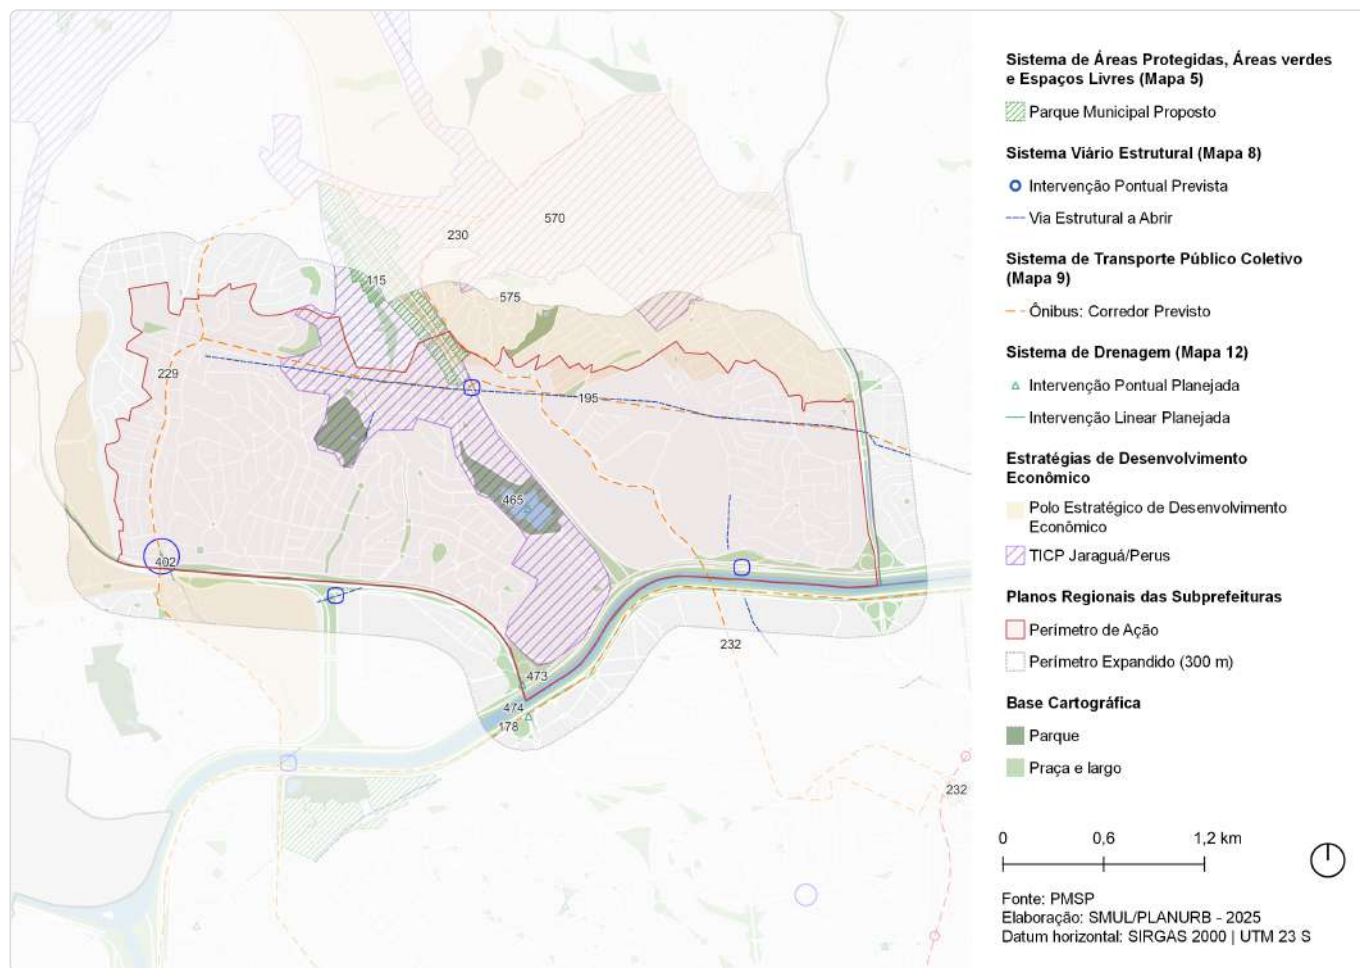 570
230
115
575
229
195
465
402
232
473
474
178
232
Sistema de Áreas Protegidas, Áreas verdes
e Espaços Livres (Mapa 5)
Parque Municipal Proposto
Sistema Viário Estrutural (Mapa 8)
Intervenção Pontual Prevista
Via Estrutural a Abrir
Sistema de Transporte Público Coletivo
(Mapa 9)
Ônibus: Corredor Previsto
Sistema de Drenagem (Mapa 12)
Intervenção Pontual Planejada
Intervenção Linear Planejada
Estratégias de Desenvolvimento
Econômico
Polo Estratégico de Desenvolvimento
Econômico
TICP Jaraguá/Perus
Planos Regionais das Subprefeituras
Perímetro de Ação
Perímetro Expandido (300 m)
Base Cartográfica
Parque
Praça e largo
0 0,6 1,2 km
Fonte: PMSP
Elaboração: SMUL/PLANURB - 2025
Datum horizontal: SIRGAS 2000 | UTM 23 S